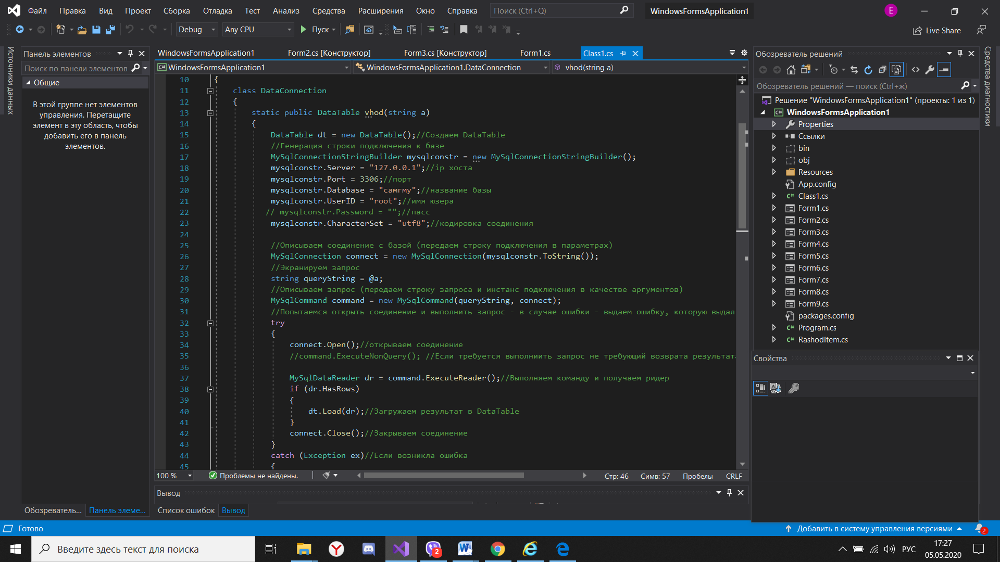 Файл Правка Вид Проект Сборка Отладка Тест Анализ Средства Расширения Окно Справка Поиск (Ctrl+Q) WindowsFormsApplication1 E
Debug Any CPU Пуск Live Share
Источники данных
Панель элементов
Поиск по панели элементов
Общие
В этой группе нет элементов
управления. Перетащите
элемент в эту область, чтобы
добавить его в панель
элементов.
Обозреватель... Панель элеме...
WindowsFormsApplication1 Form2.cs [Конструктор] Form3.cs [Конструктор] Form1.cs Class1.cs
WindowsFormsApplication1 WindowsFormsApplication1.DataConnection vhod(string a)
10 {
11 class DataConnection
12 {
13 static public DataTable vhod(string a)
14 {
15 DataTable dt = new DataTable();//Создаем DataTable
16 //Генерация строки подключения к базе
17 MySqlConnectionStringBuilder mysqlconstr = new MySqlConnectionStringBuilder();
18 mysqlconstr.Server = "127.0.0.1";//ip хоста
19 mysqlconstr.Port = 3306;//порт
20 mysqlconstr.Database = "самгму";//название базы
21 mysqlconstr.UserID = "root";//имя юзера
22 // mysqlconstr.Password = "";//пасс
23 mysqlconstr.CharacterSet = "utf8";//кодировка соединения
24
25 //Описываем соединение с базой (передаем строку подключения в параметрах)
26 MySqlConnection connect = new MySqlConnection(mysqlconstr.ToString());
27 //Экранируем запрос
28 string queryString = @a;
29 //Описываем запрос (передаем строку запроса и инстанс подключения в качестве аргументов)
30 MySqlCommand command = new MySqlCommand(queryString, connect);
31 //Попытаемся открыть соединение и выполнить запрос - в случае ошибки - выдаем ошибку, которую выдал
32 try
33 {
34 connect.Open();//открываем соединение
35 //command.ExecuteNonQuery(); //Если требуется выполниить запрос не требующий возврата результат
36
37 MySqlDataReader dr = command.ExecuteReader();//Выполняем команду и получаем ридер
38 if (dr.HasRows)
39 {
40 dt.Load(dr);//Загружаем результат в DataTable
41 }
42 connect.Close();//Закрываем соединение
43 }
44 catch (Exception ex)//Если возникла ошибка
45 {
100 % Проблемы не найдены. Стр: 46 Симв: 57 Пробелы CRLF
Вывод
Список ошибок Вывод
Обозреватель решений
Обозреватель решений — поиск (Ctrl+ж)
Решение "WindowsFormsApplication1" (проекты: 1 из 1)
WindowsFormsApplication1
Properties
Ссылки
bin
obj
Resources
App.config
Class1.cs
Form1.cs
Form2.cs
Form3.cs
Form4.cs
Form5.cs
Form6.cs
Form7.cs
Form8.cs
Form9.cs
packages.config
Program.cs
RashodItem.cs
Свойства
Средства диагностики
Готово Добавить в систему управления версиями 2
Введите здесь текст для поиска 2 РУС 17:27
05.05.2020